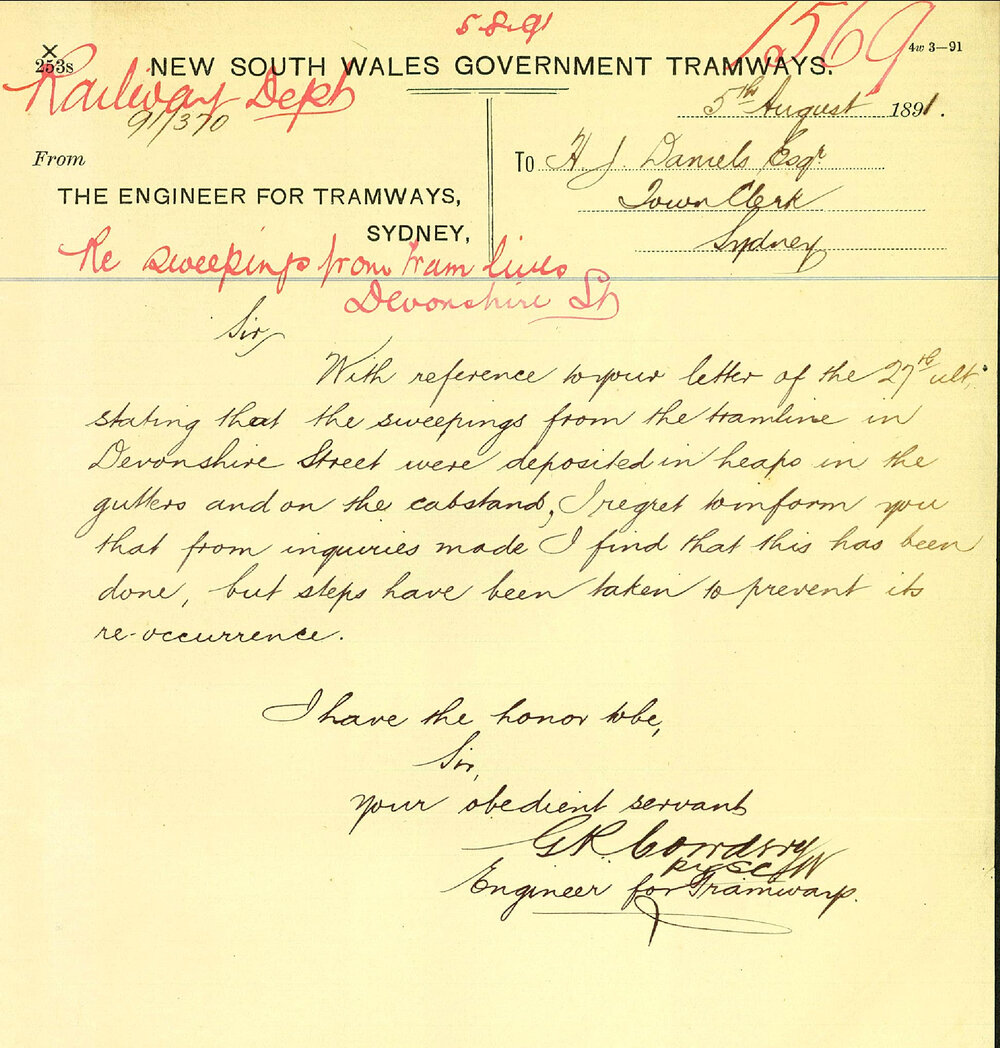 5-8-91
1569
4w 3—91
X
253s
NEW SOUTH WALES GOVERNMENT TRAMWAYS.
Railway Dept
91/370
5th August 1891.
From
To H J Daniels Esqr
THE ENGINEER FOR TRAMWAYS,
Town Clerk
SYDNEY,
Sydney
Re sweepings from tram lines
Devonshire St
Sir
With reference to your letter of the 27th ult.
stating that the sweepings from the tramline in
Devonshire Street were deposited in heaps in the
gutters and on the cabstand, I regret to inform you
that from inquiries made I find that this has been
done, but steps have been taken to prevent its
re-occurrence.
I have the honor to be,
Sir,
Your obedient servant
GR Cowdery
Engineer for Tramways.